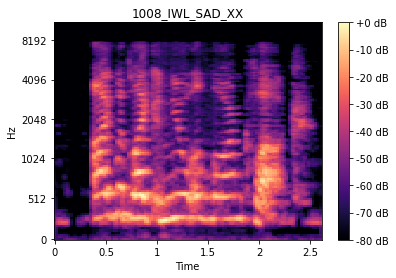 1008_IWL_SAD_XX
Hz
8192
4096
2048
1024
512
0
0 0.5 1 1.5 2 2.5
Time
+0 dB
-10 dB
-20 dB
-30 dB
-40 dB
-50 dB
-60 dB
-70 dB
-80 dB